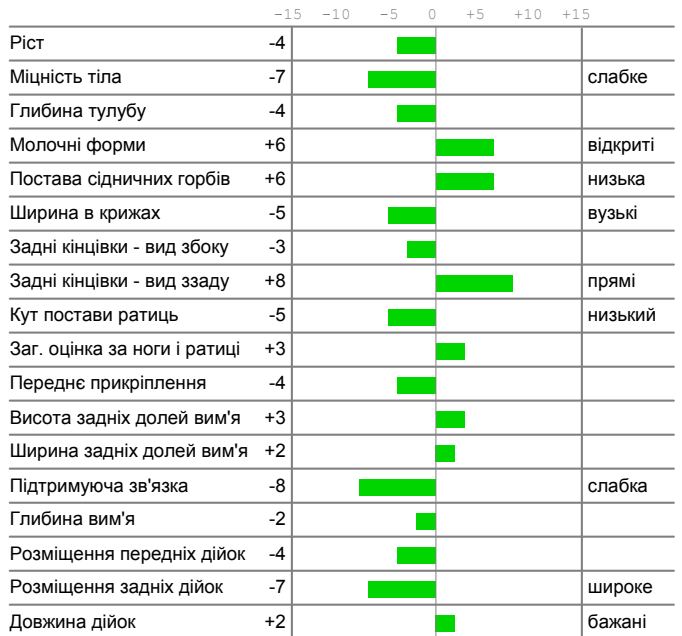 -15 -10 -5 0 +5 +10 +15
Ріст -4
Міцність тіла -7 слабке
Глибина тулубу -4
Молочні форми +6 відкриті
Постава сідничних горбів +6 низька
Ширина в крижах -5 вузькі
Задні кінцівки - вид збоку -3
Задні кінцівки - вид ззаду +8 прямі
Кут постави ратиць -5 низький
Заг. оцінка за ноги і ратиці +3
Переднє прикріплення -4
Висота задніх долей вим'я +3
Ширина задніх долей вим'я +2
Підтримуюча зв'язка -8 слабка
Глибина вим'я -2
Розміщення передніх дійок -4
Розміщення задніх дійок -7 широке
Довжина дійок +2 бажані